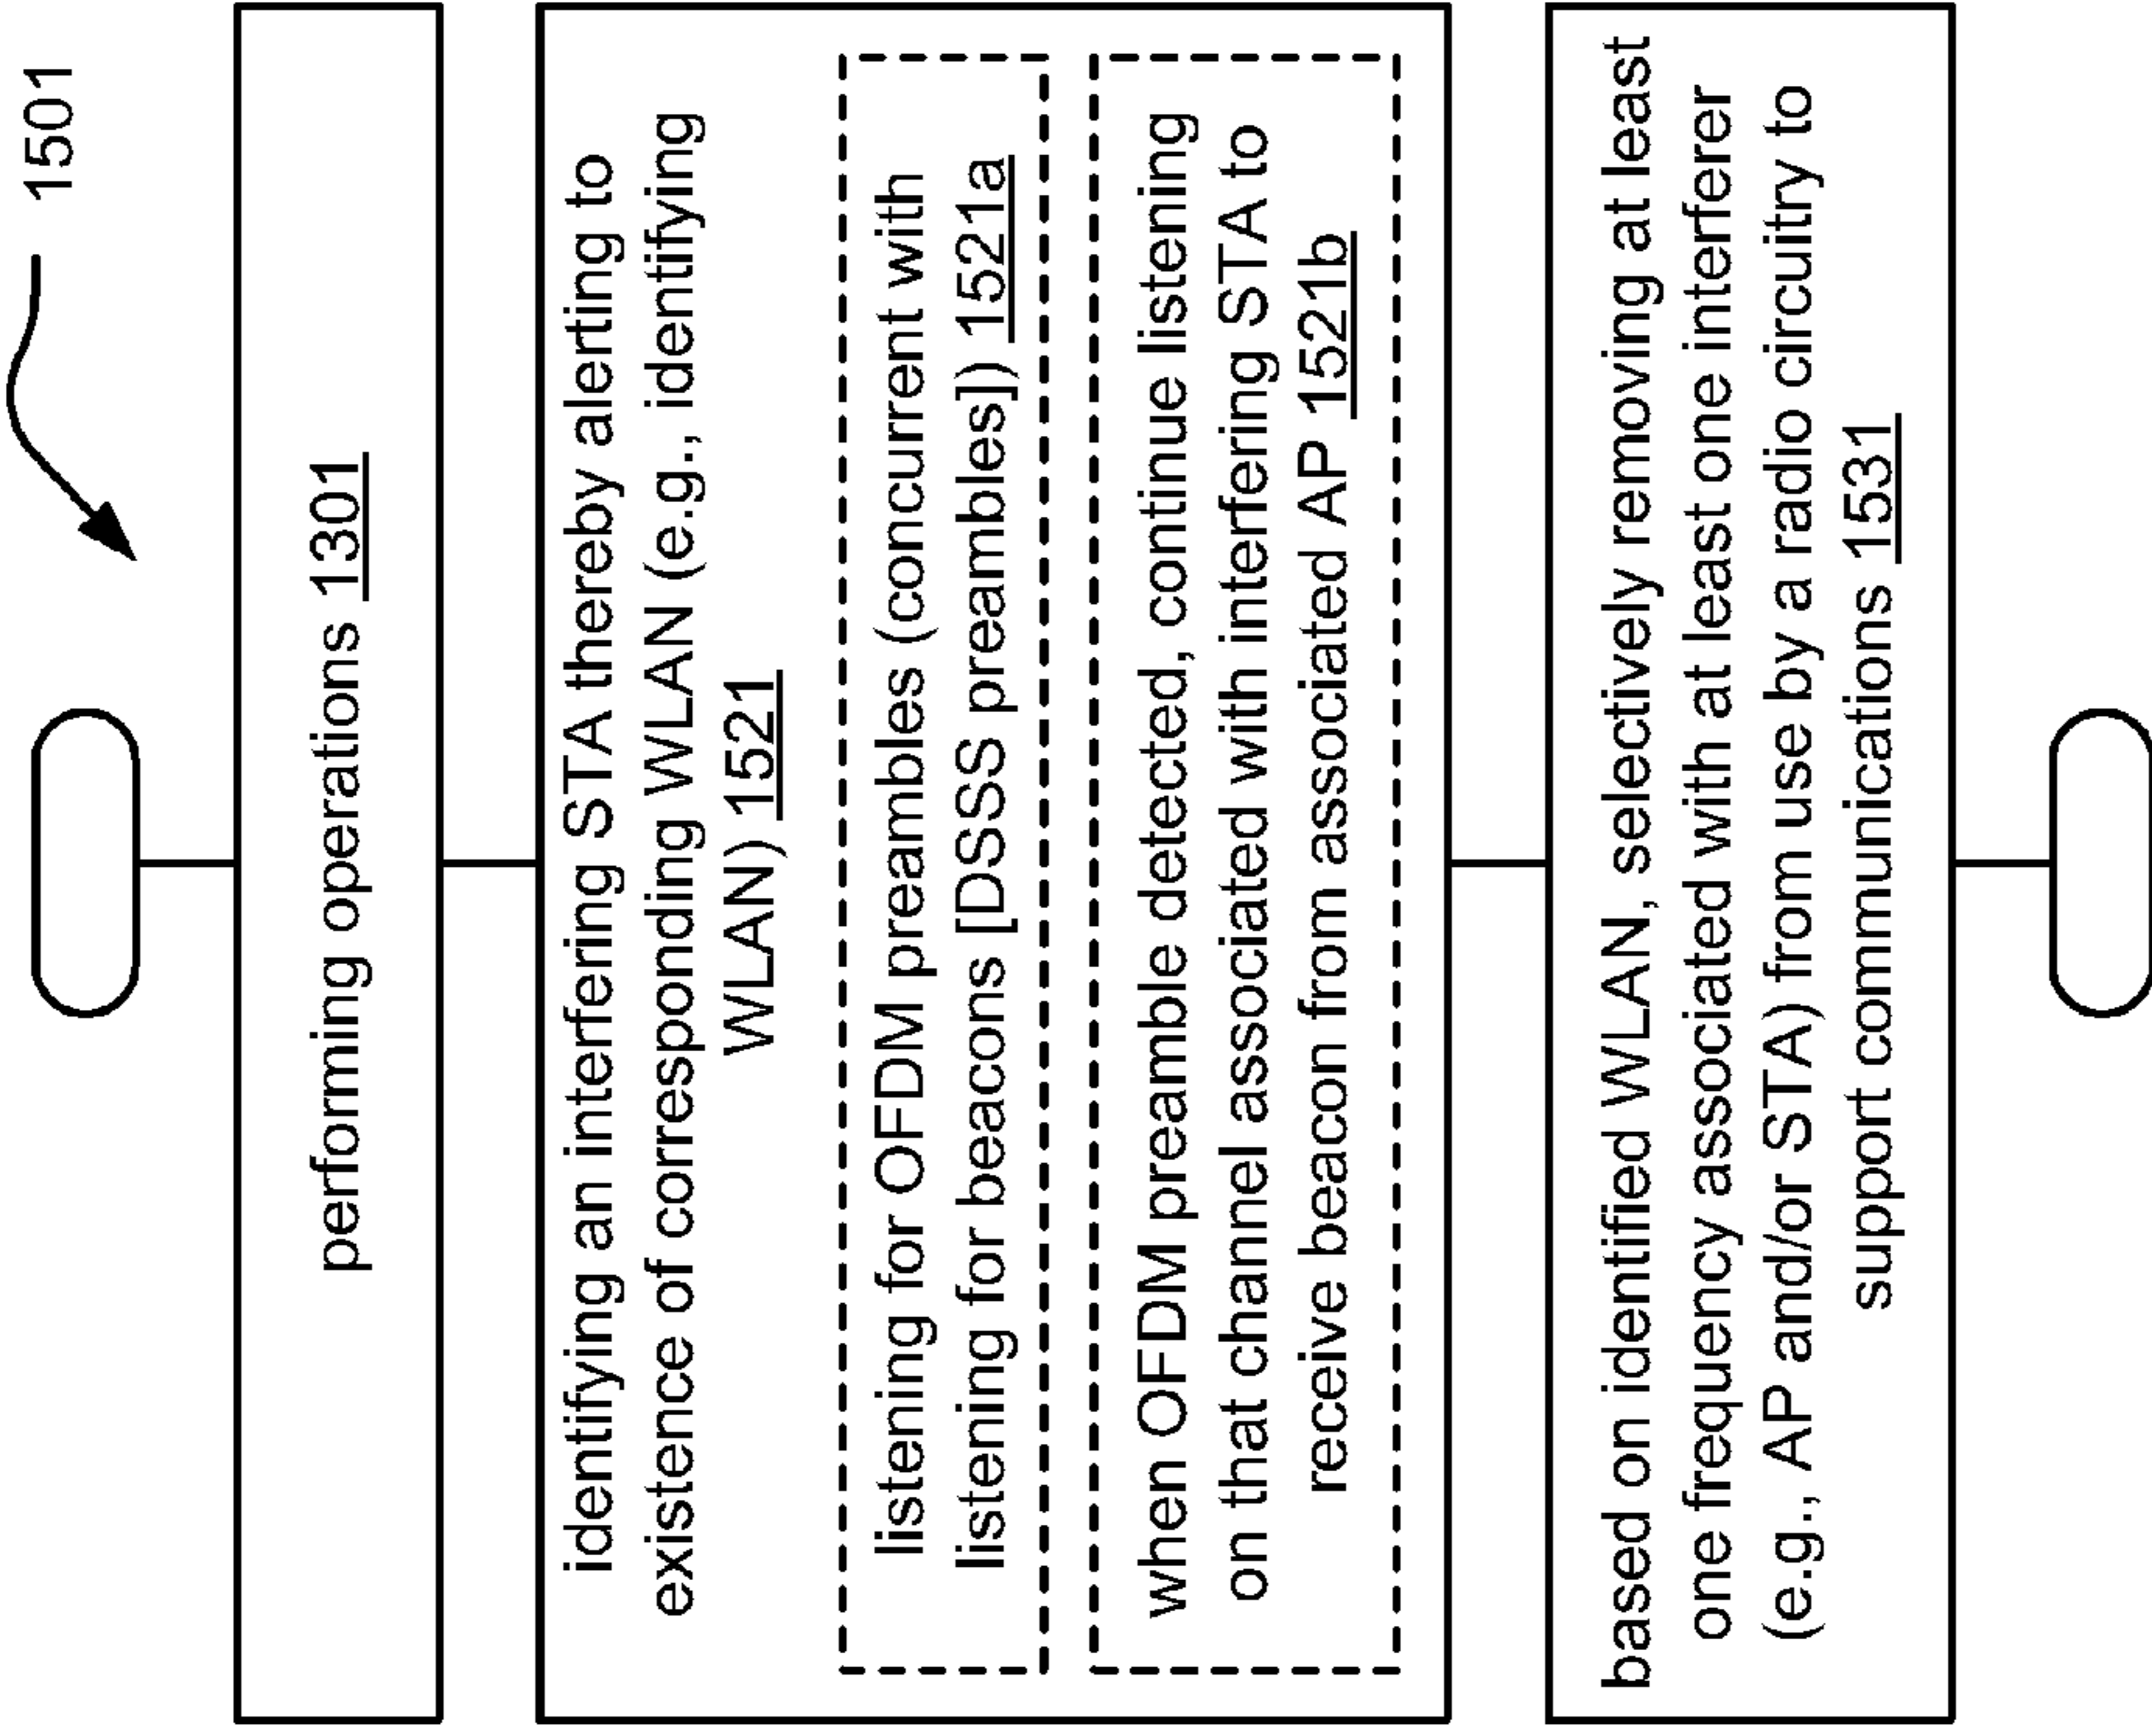 1501
performing operations 1301
identifying an interfering STA thereby alerting to
existence of corresponding WLAN (e.g., identifying
WLAN) 1521
listening for OFDM preambles (concurrent with
listening for beacons [DSSS preambles]) 1521a
when OFDM preamble detected, continue listening
on that channel associated with interfering STA to
receive beacon from associated AP 1521b
based on identified WLAN, selectively removing at least
one frequency associated with at least one interferer
(e.g., AP and/or STA) from use by a radio circuitry to
support communications 1531